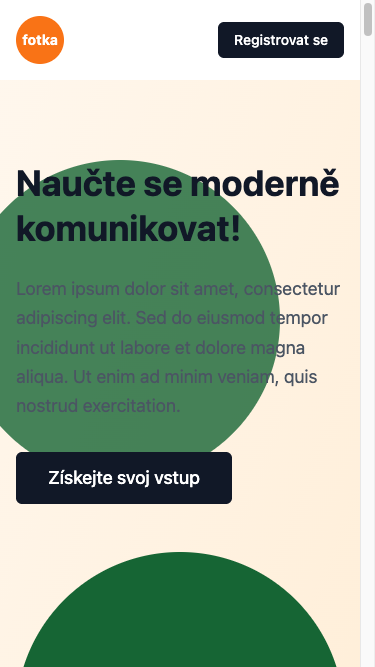 fotka
Registrovat se
Naučte se moderně
komunikovat!
Lorem ipsum dolor sit amet, consectetur
adipiscing elit. Sed do eiusmod tempor
incididunt ut labore et dolore magna
aliqua. Ut enim ad minim veniam, quis
nostrud exercitation.
Získejte svoj vstup